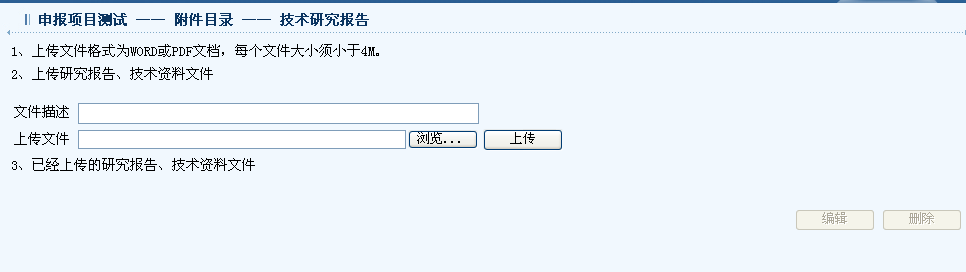 申报项目测试 —— 附件目录 —— 技术研究报告
1、上传文件格式为WORD或PDF文档，每个文件大小须小于4M。
2、上传研究报告、技术资料文件
文件描述
上传文件 浏览... 上传
3、已经上传的研究报告、技术资料文件
编辑 删除